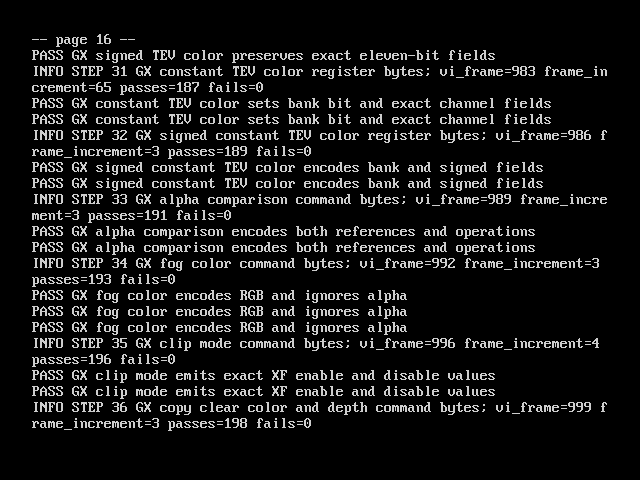 -- page 16 --
PASS GX signed TEV color preserves exact eleven-bit fields
INFO STEP 31 GX constant TEV color register bytes; vi_frame=983 frame_in
crement=65 passes=187 fails=0
PASS GX constant TEV color sets bank bit and exact channel fields
PASS GX constant TEV color sets bank bit and exact channel fields
INFO STEP 32 GX signed constant TEV color register bytes; vi_frame=986 f
rame_increment=3 passes=189 fails=0
PASS GX signed constant TEV color encodes bank and signed fields
PASS GX signed constant TEV color encodes bank and signed fields
INFO STEP 33 GX alpha comparison command bytes; vi_frame=989 frame_incre
ment=3 passes=191 fails=0
PASS GX alpha comparison encodes both references and operations
PASS GX alpha comparison encodes both references and operations
INFO STEP 34 GX fog color command bytes; vi_frame=992 frame_increment=3
passes=193 fails=0
PASS GX fog color encodes RGB and ignores alpha
PASS GX fog color encodes RGB and ignores alpha
PASS GX fog color encodes RGB and ignores alpha
INFO STEP 35 GX clip mode command bytes; vi_frame=996 frame_increment=4
passes=196 fails=0
PASS GX clip mode emits exact XF enable and disable values
PASS GX clip mode emits exact XF enable and disable values
INFO STEP 36 GX copy clear color and depth command bytes; vi_frame=999 f
rame_increment=3 passes=198 fails=0